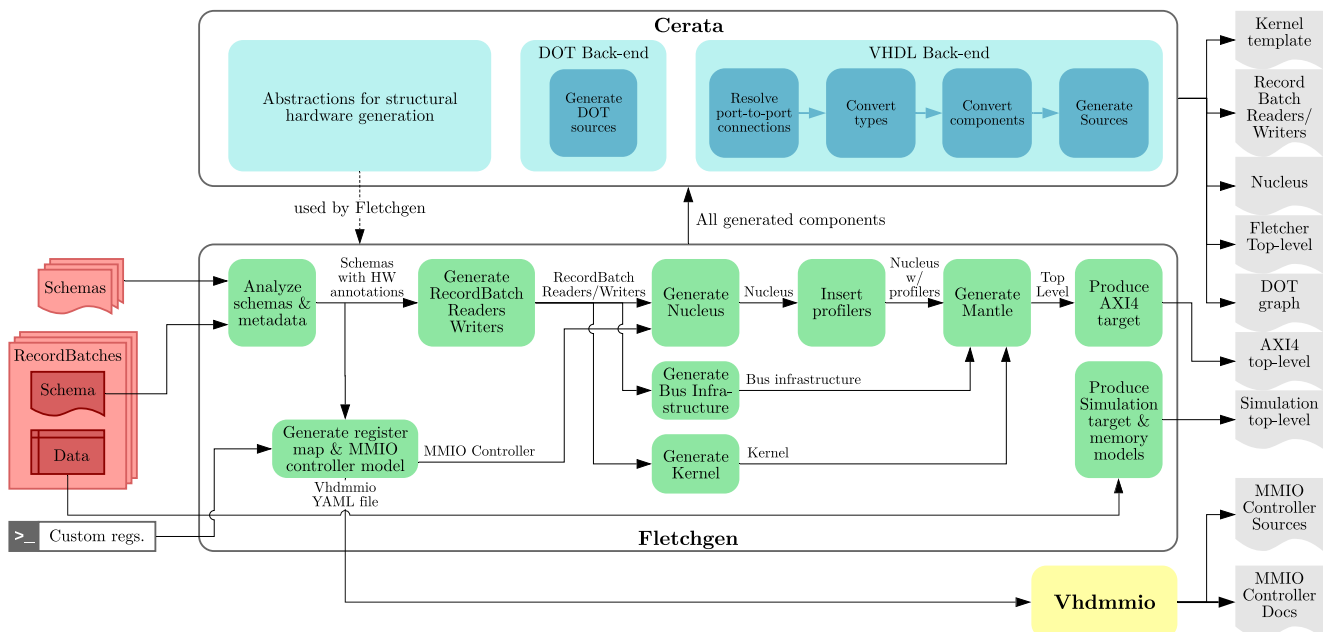 Cerata
Abstractions for structural
hardware generation
DOT Back-end
Generate
DOT
sources
VHDL Back-end
Resolve
port-to-port
connections
Convert
types
Convert
components
Generate
Sources
used by Fletchgen
All generated components
Schemas
RecordBatches
Schema
Data
>_ Custom regs.
Analyze
schemas &
metadata
Schemas
with HW
annotations
Generate
RecordBatch
Readers
Writers
RecordBatch
Readers/Writers
Generate
Nucleus
Nucleus
Insert
profilers
Nucleus
w/
profilers
Generate
Mantle
Top
Level
Produce
AXI4
target
Generate
Bus Infra-
structure
Bus infrastructure
Produce
Simulation
target &
memory
models
Generate register
map & MMIO
controller model
MMIO Controller
Generate
Kernel
Kernel
Vhdmmio
YAML file
Fletchgen
Vhdmmio
Kernel
template
Record
Batch
Readers/
Writers
Nucleus
Fletcher
Top-level
DOT
graph
AXI4
top-level
Simulation
top-level
MMIO
Controller
Sources
MMIO
Controller
Docs